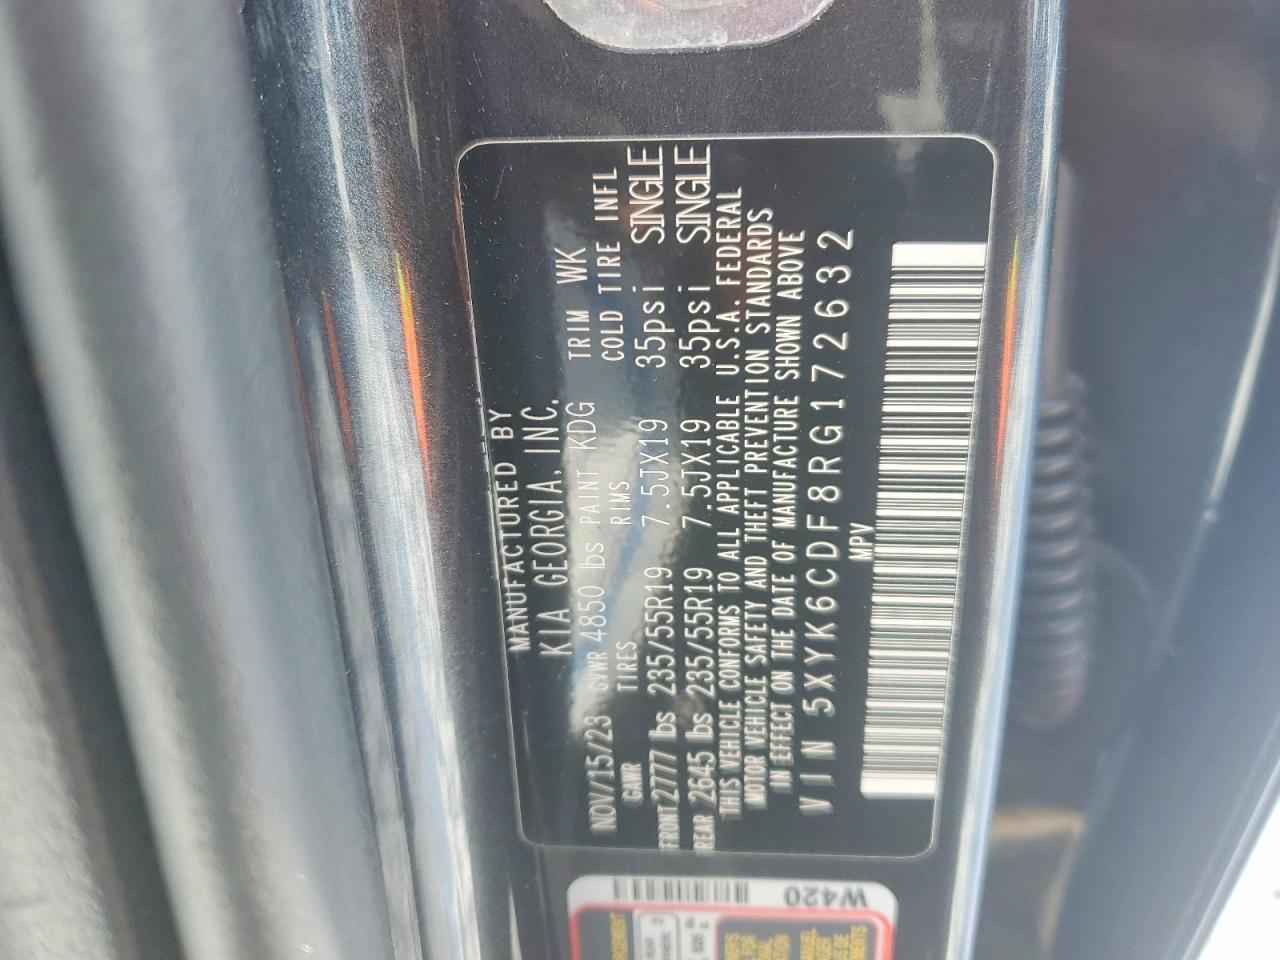 MANUFACTURED BY
KIA GEORGIA, INC.
NOV/15/23 GVWR 4850 lbs PAINT KDG TRIM WK
GAWR TIRES RIMS COLD TIRE INFL
FRONT 2777 lbs 235/55R19 7.5JX19 35psi SINGLE
REAR 2645 lbs 235/55R19 7.5JX19 35psi SINGLE
THIS VEHICLE CONFORMS TO ALL APPLICABLE U.S.A. FEDERAL
MOTOR VEHICLE SAFETY AND THEFT PREVENTION STANDARDS
IN EFFECT ON THE DATE OF MANUFACTURE SHOWN ABOVE
VIN 5XYK6CDF8RG172632
MPV
W420